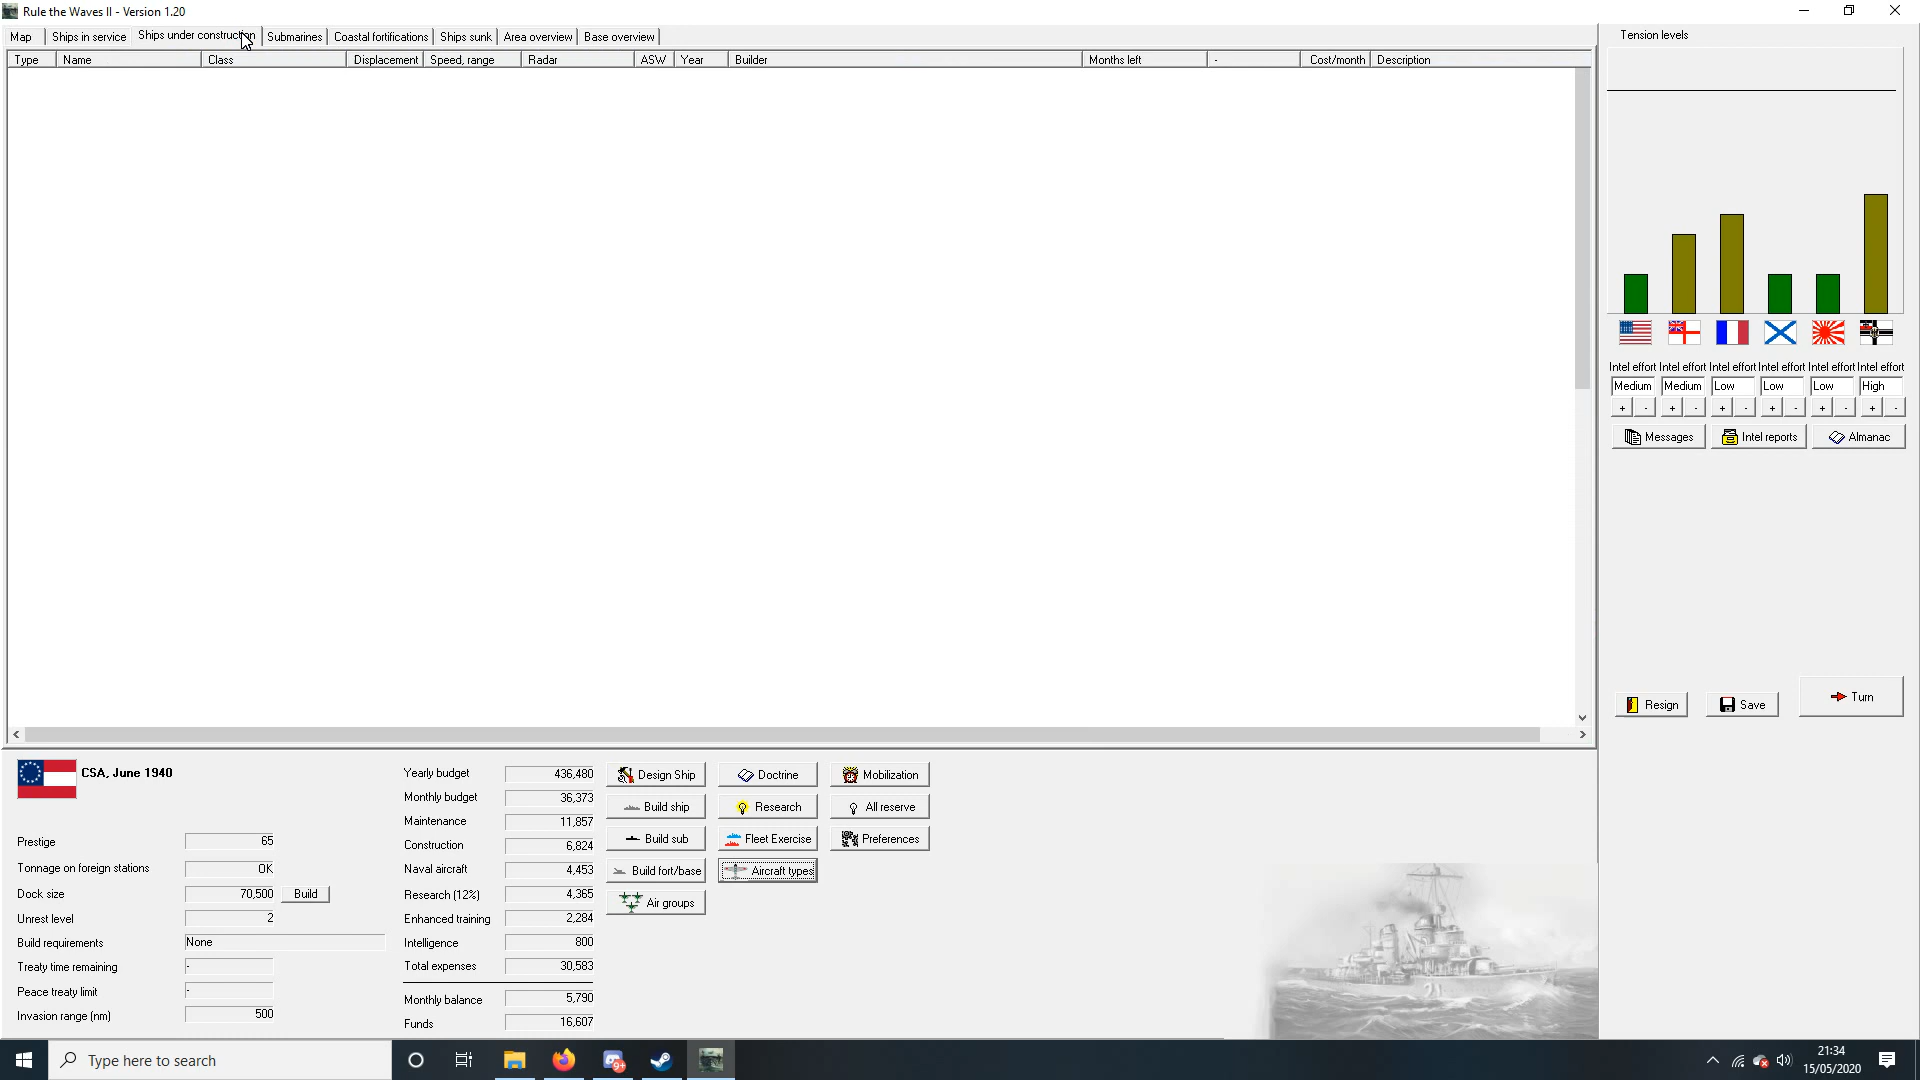 Rule the Waves II - Version 1.20
Map Ships in service Ships under construction Submarines Coastal fortifications Ships sunk Area overview Base overview
Type Name Class Displacement Speed, range Radar ASW Year Builder Months left - Cost/month Description
Tension levels
Intel effort Intel effort Intel effort Intel effort Intel effort Intel effort
Medium Medium Low Low Low High
+ - + - + - + - + - + -
Messages Intel reports Almanac
Resign Save Turn
CSA, June 1940
Prestige 65
Tonnage on foreign stations OK
Dock size 70,500 Build
Unrest level 2
Build requirements None
Treaty time remaining -
Peace treaty limit -
Invasion range (nm) 500
Yearly budget 436,480
Monthly budget 36,373
Maintenance 11,857
Construction 6,824
Naval aircraft 4,453
Research (12%) 4,365
Enhanced training 2,284
Intelligence 800
Total expenses 30,583
Monthly balance 5,790
Funds 16,607
Design Ship Doctrine Mobilization
Build ship Research All reserve
Build sub Fleet Exercise Preferences
Build fort/base Aircraft types
Air groups
Type here to search
9+
21:34
15/05/2020